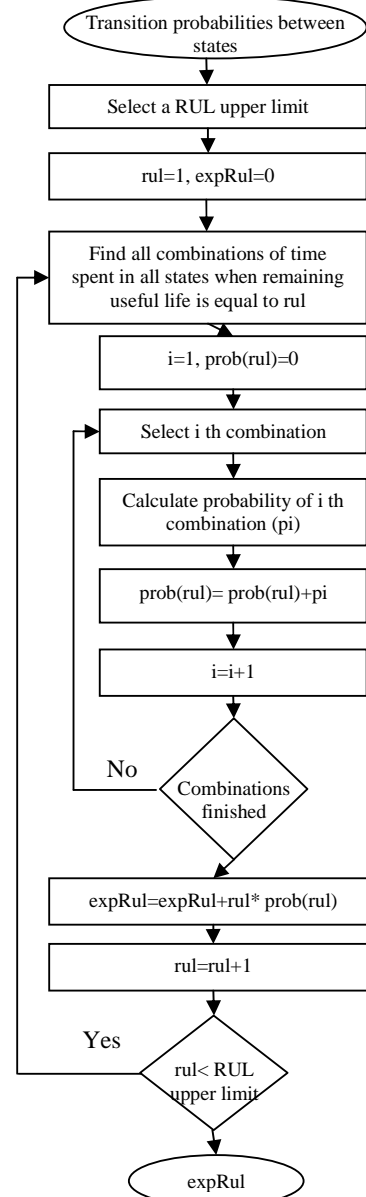 Transition probabilities between
states
Select a RUL upper limit
rul=1, expRul=0
Find all combinations of time
spent in all states when remaining
useful life is equal to rul
i=1, prob(rul)=0
Select i th combination
Calculate probability of i th
combination (pi)
prob(rul)= prob(rul)+pi
i=i+1
No
Combinations
finished
expRul=expRul+rul* prob(rul)
rul=rul+1
Yes
rul< RUL
upper limit
expRul